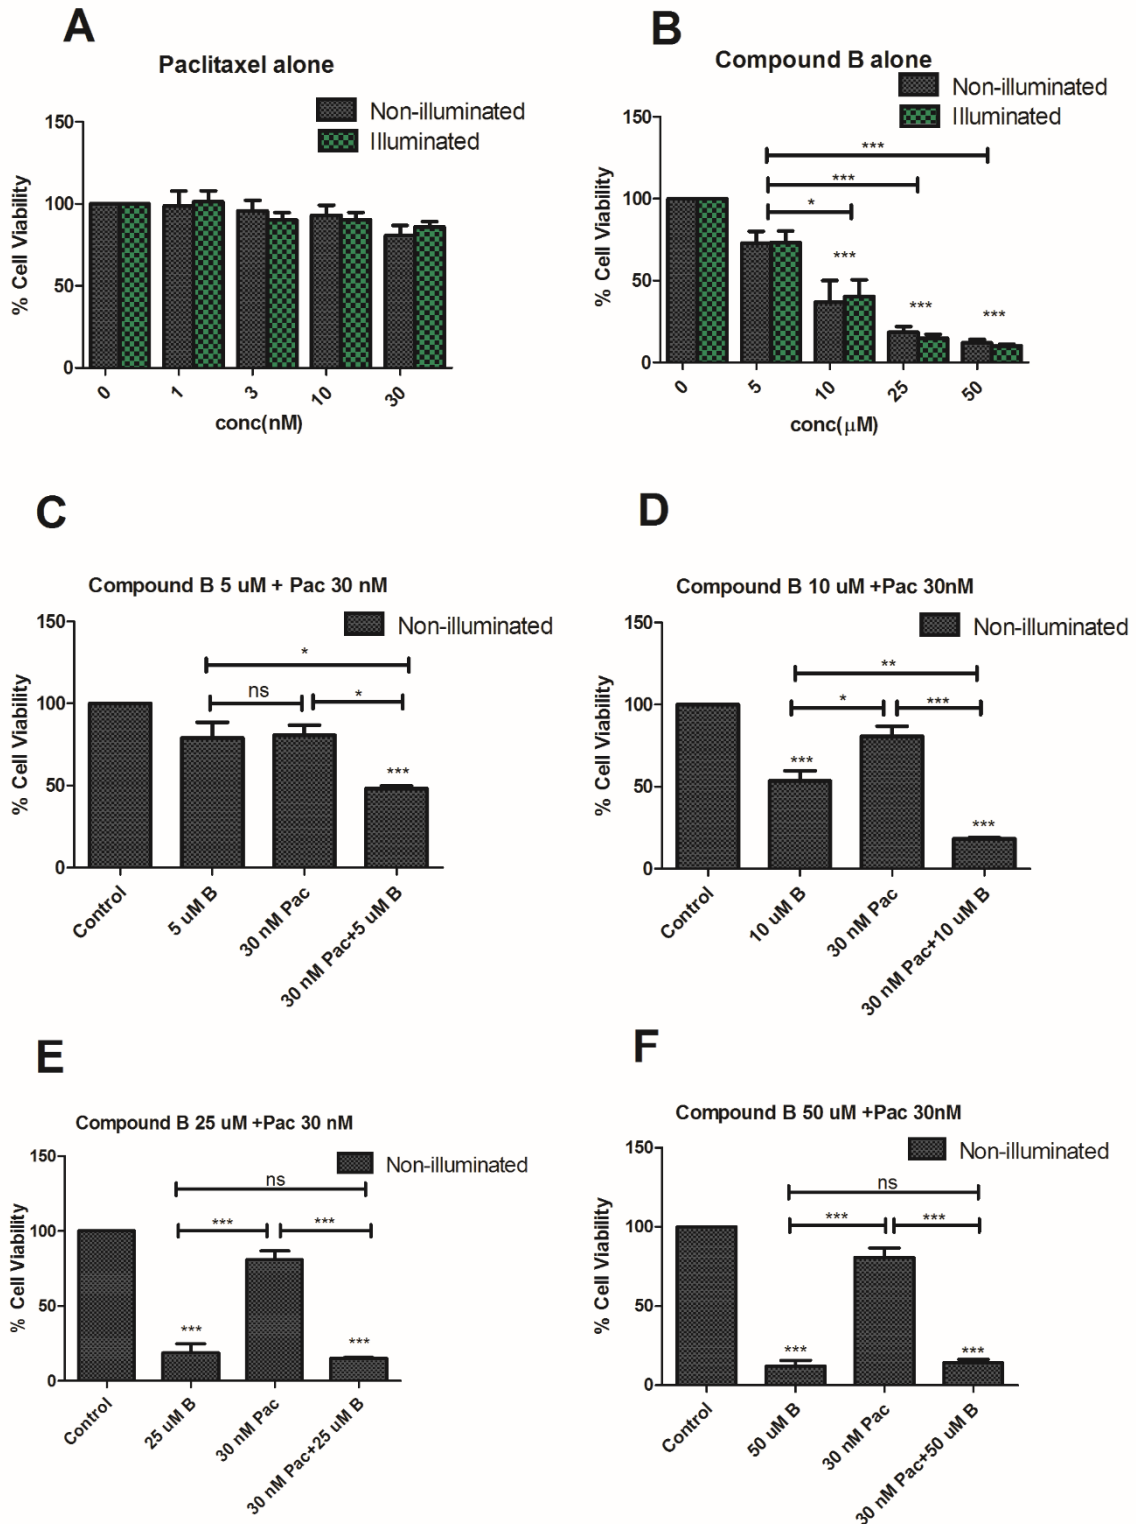 A
Paclitaxel alone
Non-illuminated
Illuminated
150
100
50
0
% Cell Viability
0 1 3 10 30
conc(nM)
B
Compound B alone
Non-illuminated
Illuminated
150
100
50
0
% Cell Viability
***
***
*
***
***
***
0 5 10 25 50
conc(μM)
C
Compound B 5 uM + Pac 30 nM
Non-illuminated
150
100
50
0
% Cell Viability
*
ns
*
***
Control
5 uM B
30 nM Pac
30 nM Pac+5 uM B
D
Compound B 10 uM +Pac 30nM
Non-illuminated
150
100
50
0
% Cell Viability
**
*
***
***
***
Control
10 uM B
30 nM Pac
30 nM Pac+10 uM B
E
Compound B 25 uM +Pac 30 nM
Non-illuminated
150
100
50
0
% Cell Viability
ns
***
***
***
***
Control
25 uM B
30 nM Pac
30 nM Pac+25 uM B
F
Compound B 50 uM +Pac 30nM
Non-illuminated
150
100
50
0
% Cell Viability
ns
***
***
***
***
Control
50 uM B
30 nM Pac
30 nM Pac+50 uM B